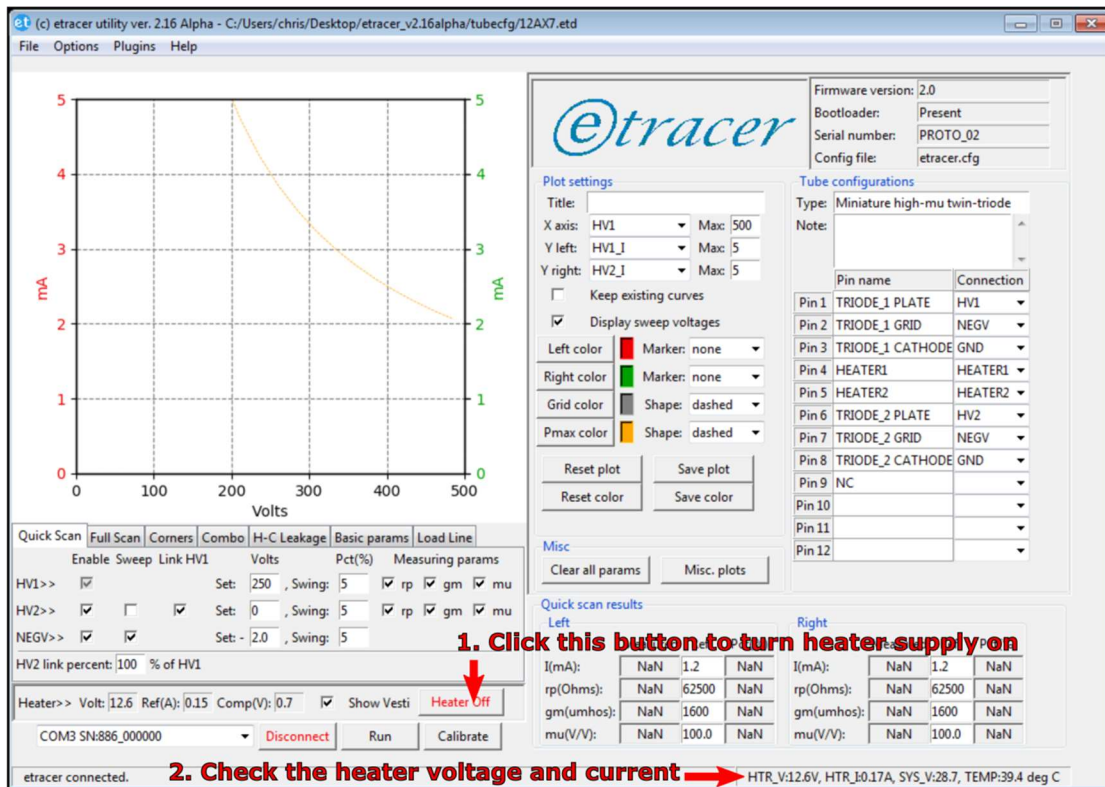 (c) etracer utility ver. 2.16 Alpha - C:/Users/chris/Desktop/etracer_v2.16alpha/tubecfg/12AX7.etd
File Options Plugins Help
5 5
4 4
3 3
mA mA
2 2
1 1
0 0
0 100 200 300 400 500
Volts
etracer
Firmware version: 2.0
Bootloader: Present
Serial number: PROTO_02
Config file: etracer.cfg
Plot settings
Title:
X axis: HV1 Max: 500
Y left: HV1_I Max: 5
Y right: HV2_I Max: 5
Keep existing curves
Display sweep voltages
Left color Marker: none
Right color Marker: none
Grid color Shape: dashed
Pmax color Shape: dashed
Reset plot Save plot
Reset color Save color
Misc
Clear all params Misc. plots
Tube configurations
Type: Miniature high-mu twin-triode
Note:
Pin name Connection
Pin 1 TRIODE_1 PLATE HV1
Pin 2 TRIODE_1 GRID NEGV
Pin 3 TRIODE_1 CATHODE GND
Pin 4 HEATER1 HEATER1
Pin 5 HEATER2 HEATER2
Pin 6 TRIODE_2 PLATE HV2
Pin 7 TRIODE_2 GRID NEGV
Pin 8 TRIODE_2 CATHODE GND
Pin 9 NC
Pin 10
Pin 11
Pin 12
Quick Scan Full Scan Corners Combo H-C Leakage Basic params Load Line
Enable Sweep Link HV1 Volts Pct(%) Measuring params
HV1>> Set: 250 , Swing: 5 rp gm mu
HV2>> Set: 0 , Swing: 5 rp gm mu
NEGV>> Set: - 2.0 , Swing: 5
HV2 link percent: 100 % of HV1
1. Click this button to turn heater supply on
Heater>> Volt: 12.6 Ref(A): 0.15 Comp(V): 0.7 Show Vesti Heater Off
COM3 SN:886_000000 Disconnect Run Calibrate
Quick scan results
Left Right
I(mA): NaN 1.2 NaN I(mA): NaN 1.2 NaN
rp(Ohms): NaN 62500 NaN rp(Ohms): NaN 62500 NaN
gm(umhos): NaN 1600 NaN gm(umhos): NaN 1600 NaN
mu(V/V): NaN 100.0 NaN mu(V/V): NaN 100.0 NaN
etracer connected.
2. Check the heater voltage and current
HTR_V:12.6V, HTR_I:0.17A, SYS_V:28.7, TEMP:39.4 deg C